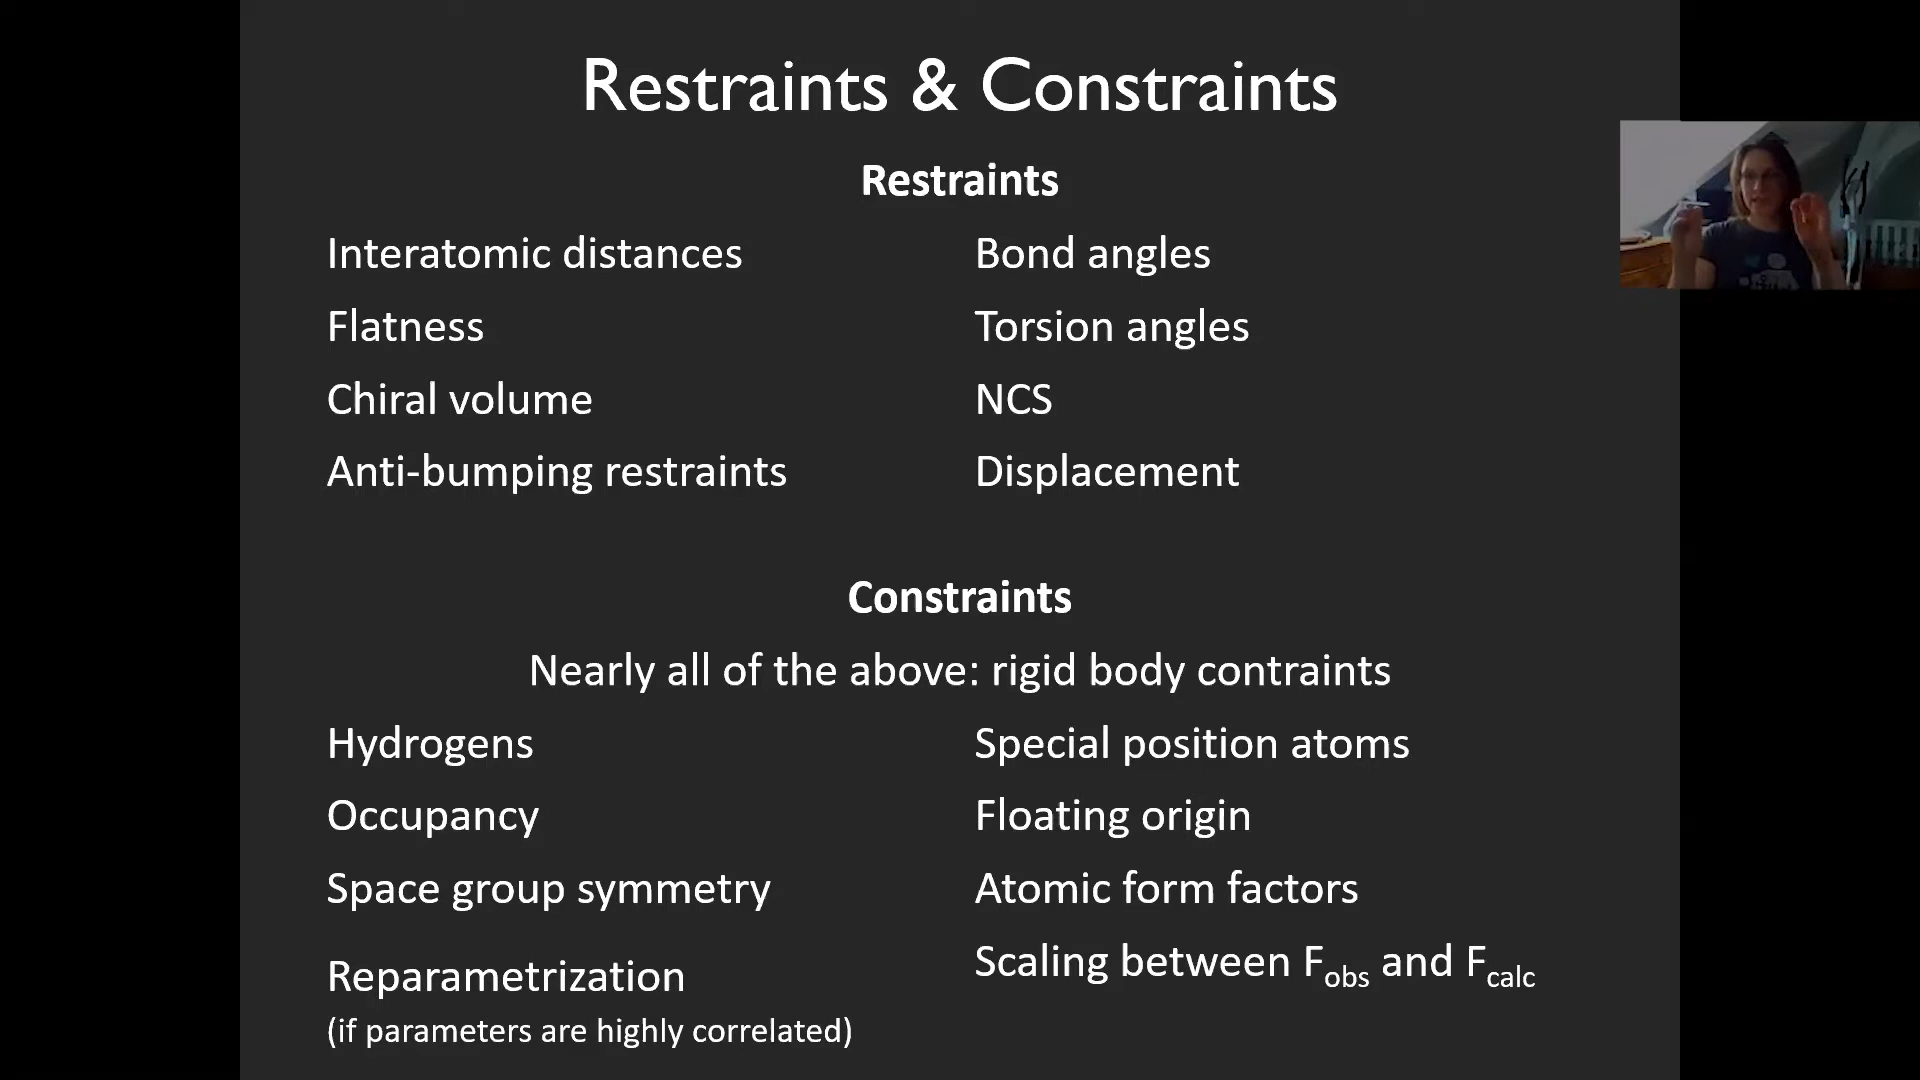 Restraints & Constraints
Restraints
Interatomic distances
Bond angles
Flatness
Torsion angles
Chiral volume
NCS
Anti-bumping restraints
Displacement
Constraints
Nearly all of the above: rigid body contraints
Hydrogens
Special position atoms
Occupancy
Floating origin
Space group symmetry
Atomic form factors
Reparametrization
(if parameters are highly correlated)
Scaling between Fobs and Fcalc